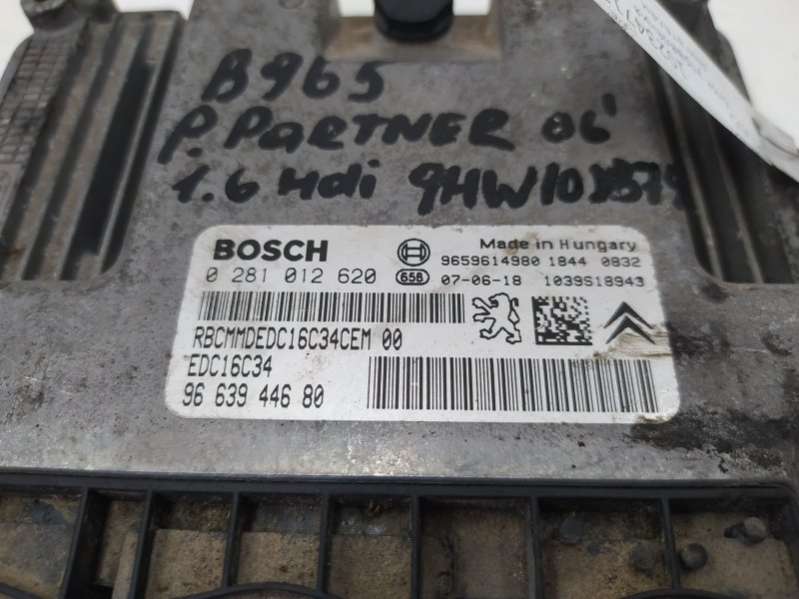 B965
P. PARTNER 06'
1.6 HDi 9HW10
BOSCH
Made in Hungary
9659614980 1844 0832
0 281 012 620 658 07-06-18 1039S18943
RBCMMDEDC16C34CEM 00
EDC16C34
96 639 446 80